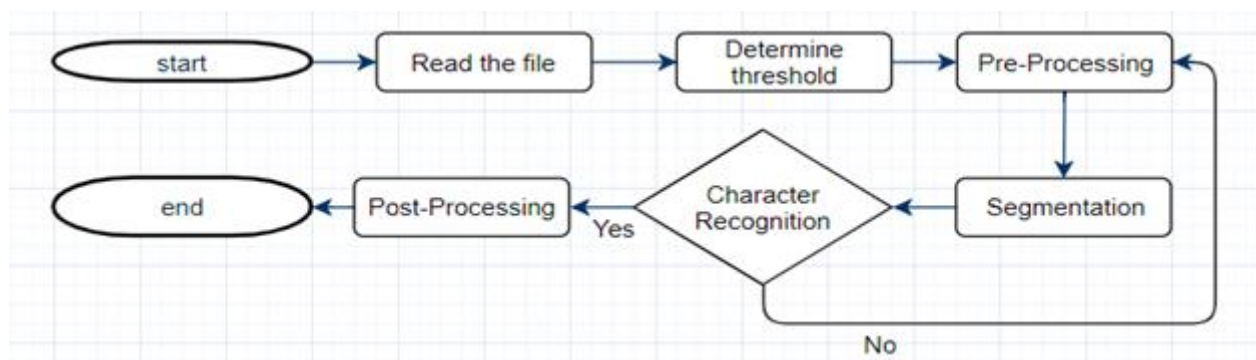 start
Read the file
Determine
threshold
Pre-Processing
Segmentation
Character
Recognition
Yes
Post-Processing
end
No